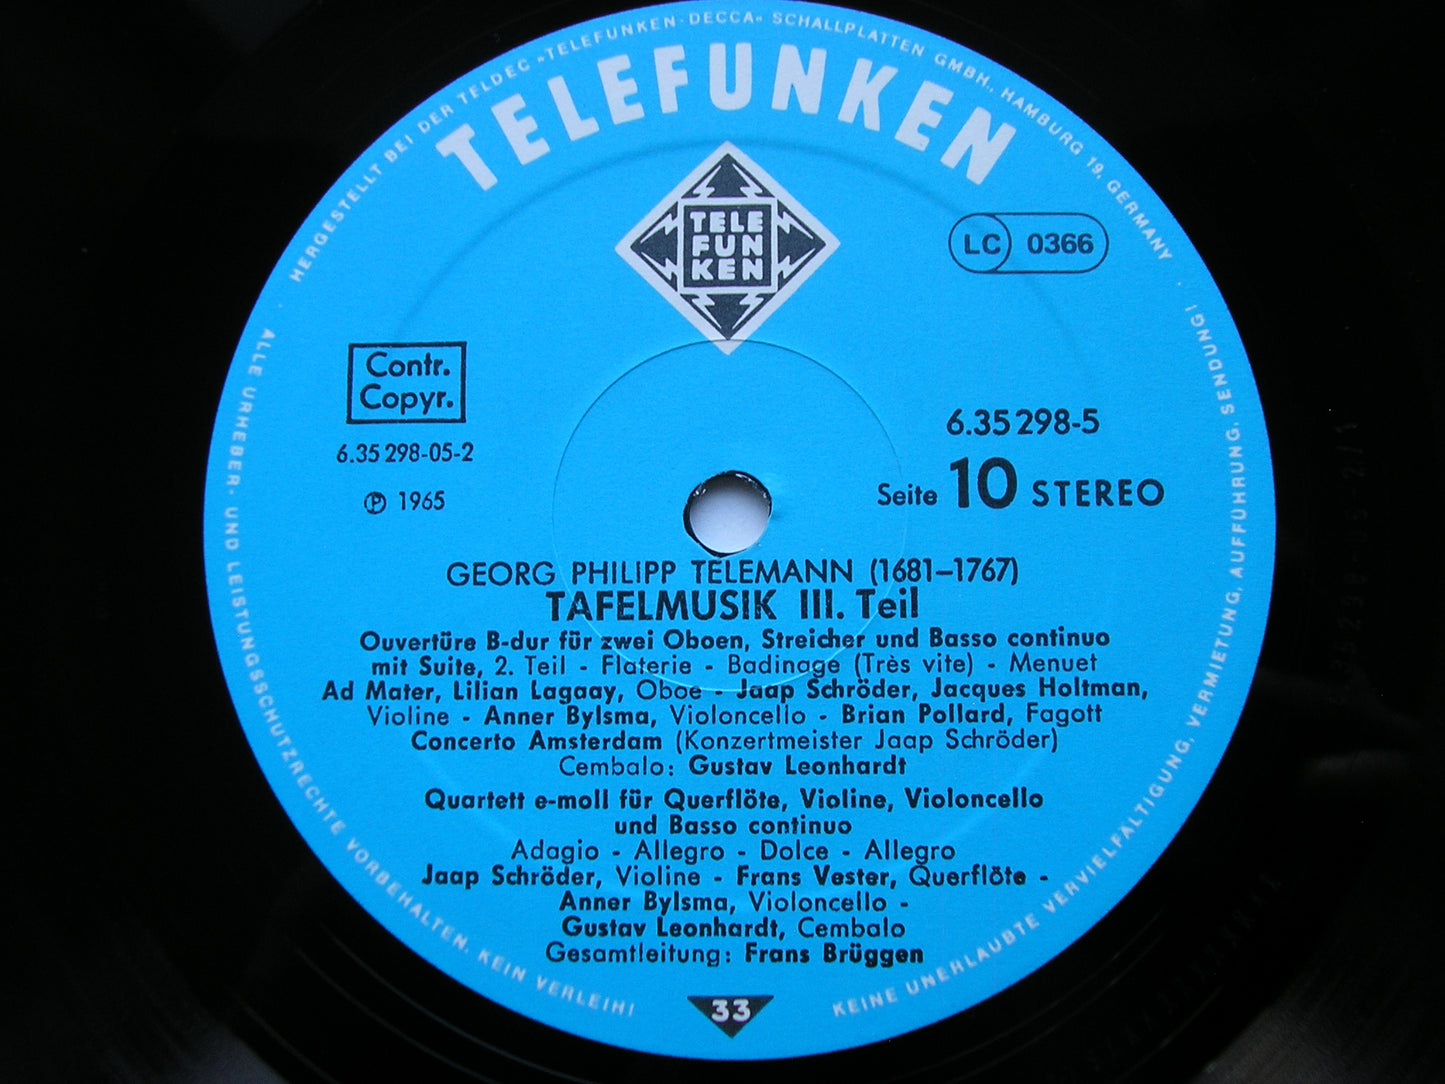 HERGESTELLT BEI DER TELDEC »TELEFUNKEN-DECCA« SCHALLPLATTEN GMBH., HAMBURG 19, GERMANY
TELEFUNKEN
TELE
FUN
KEN
LC 0366
Contr.
Copyr.
6.35 298-05-2
Ⓟ 1965
6.35 298-5
Seite 10 STEREO
GEORG PHILIPP TELEMANN (1681–1767)
TAFELMUSIK III. Teil
Ouvertüre B-dur für zwei Oboen, Streicher und Basso continuo
mit Suite, 2. Teil - Flaterie - Badinage (Très vite) - Menuet
Ad Mater, Lilian Lagaay, Oboe - Jaap Schröder, Jacques Holtman,
Violine - Anner Bylsma, Violoncello - Brian Pollard, Fagott
Concerto Amsterdam (Konzertmeister Jaap Schröder)
Cembalo: Gustav Leonhardt
Quartett e-moll für Querflöte, Violine, Violoncello
und Basso continuo
Adagio - Allegro - Dolce - Allegro
Jaap Schröder, Violine - Frans Vester, Querflöte -
Anner Bylsma, Violoncello -
Gustav Leonhardt, Cembalo
Gesamtleitung: Frans Brüggen
33
ALLE URHEBER- UND LEISTUNGSSCHUTZRECHTE VORBEHALTEN. KEIN VERLEIH!
KEINE UNERLAUBTE VERVIELFÄLTIGUNG, VERMIETUNG, AUFFÜHRUNG, SENDUNG!